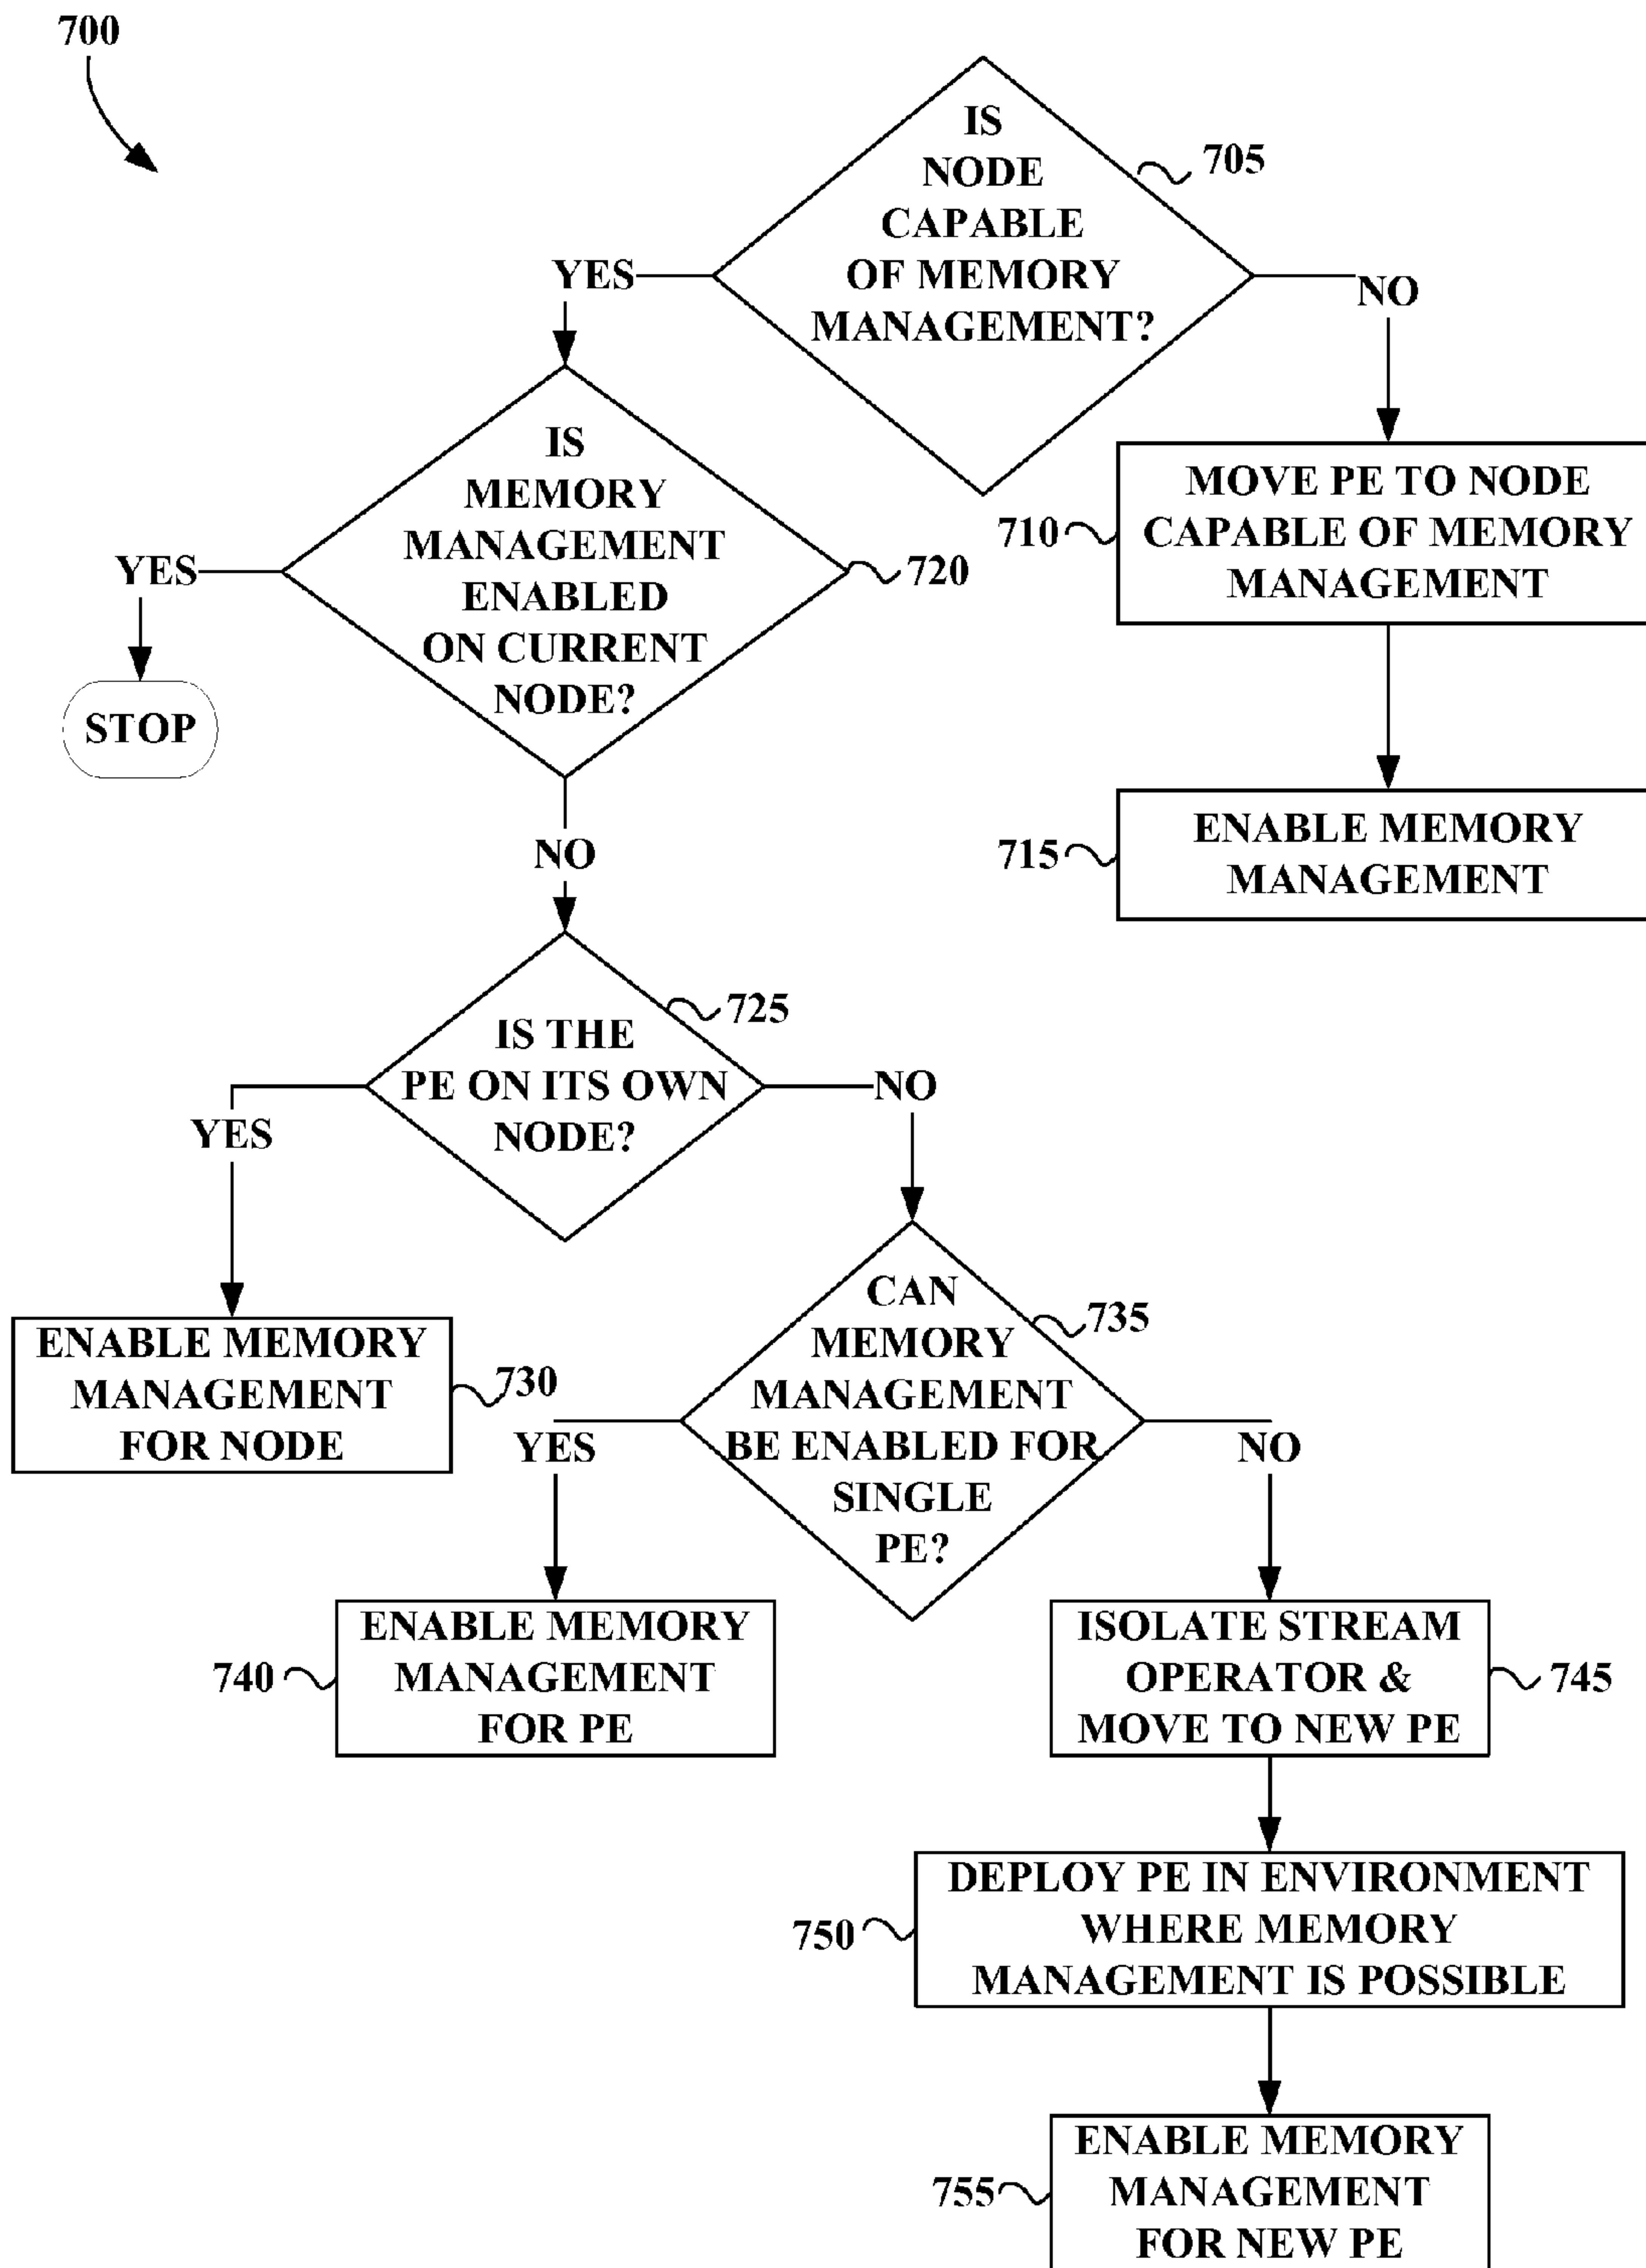 700
IS
NODE
CAPABLE
OF MEMORY
MANAGEMENT?
705
YES
NO
IS
MEMORY
MANAGEMENT
ENABLED
ON CURRENT
NODE?
720
YES
STOP
710
MOVE PE TO NODE
CAPABLE OF MEMORY
MANAGEMENT
715
ENABLE MEMORY
MANAGEMENT
NO
IS THE
PE ON ITS OWN
NODE?
725
YES
NO
ENABLE MEMORY
MANAGEMENT
FOR NODE
730
CAN
MEMORY
MANAGEMENT
BE ENABLED FOR
SINGLE
PE?
735
YES
NO
740
ENABLE MEMORY
MANAGEMENT
FOR PE
ISOLATE STREAM
OPERATOR &
MOVE TO NEW PE
745
750
DEPLOY PE IN ENVIRONMENT
WHERE MEMORY
MANAGEMENT IS POSSIBLE
755
ENABLE MEMORY
MANAGEMENT
FOR NEW PE